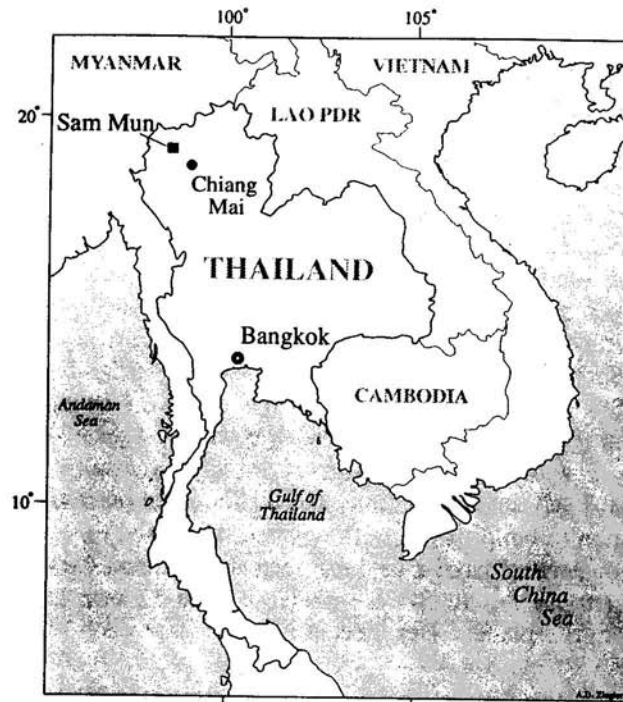 100°
105°
MYANMAR
VIETNAM
20°
LAO PDR
Sam Mun
Chiang
Mai
THAILAND
Bangkok
CAMBODIA
Andaman
Sea
10°
Gulf of
Thailand
South
China
Sea